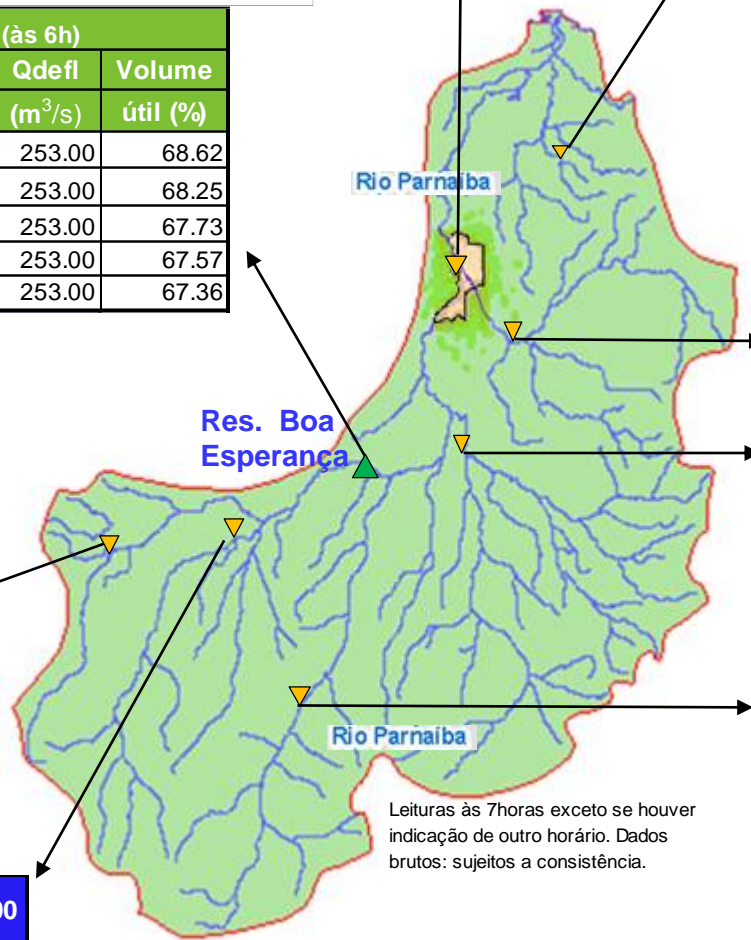 (às 6h)
Qdefl Volume
(m³/s) útil (%)
253.00 68.62
253.00 68.25
253.00 67.73
253.00 67.57
253.00 67.36
Rio Parnaiba
Res. Boa
Esperança
Rio Parnaiba
Leituras às 7horas exceto se houver
indicação de outro horário. Dados
brutos: sujeitos a consistência.